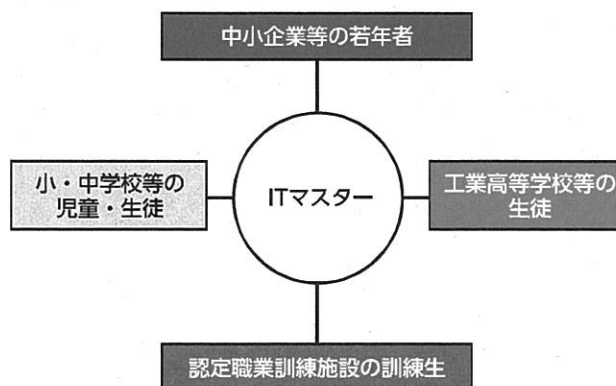 中小企業等の若年者
小・中学校等の
児童・生徒
ITマスター
工業高等学校等の
生徒
認定職業訓練施設の訓練生